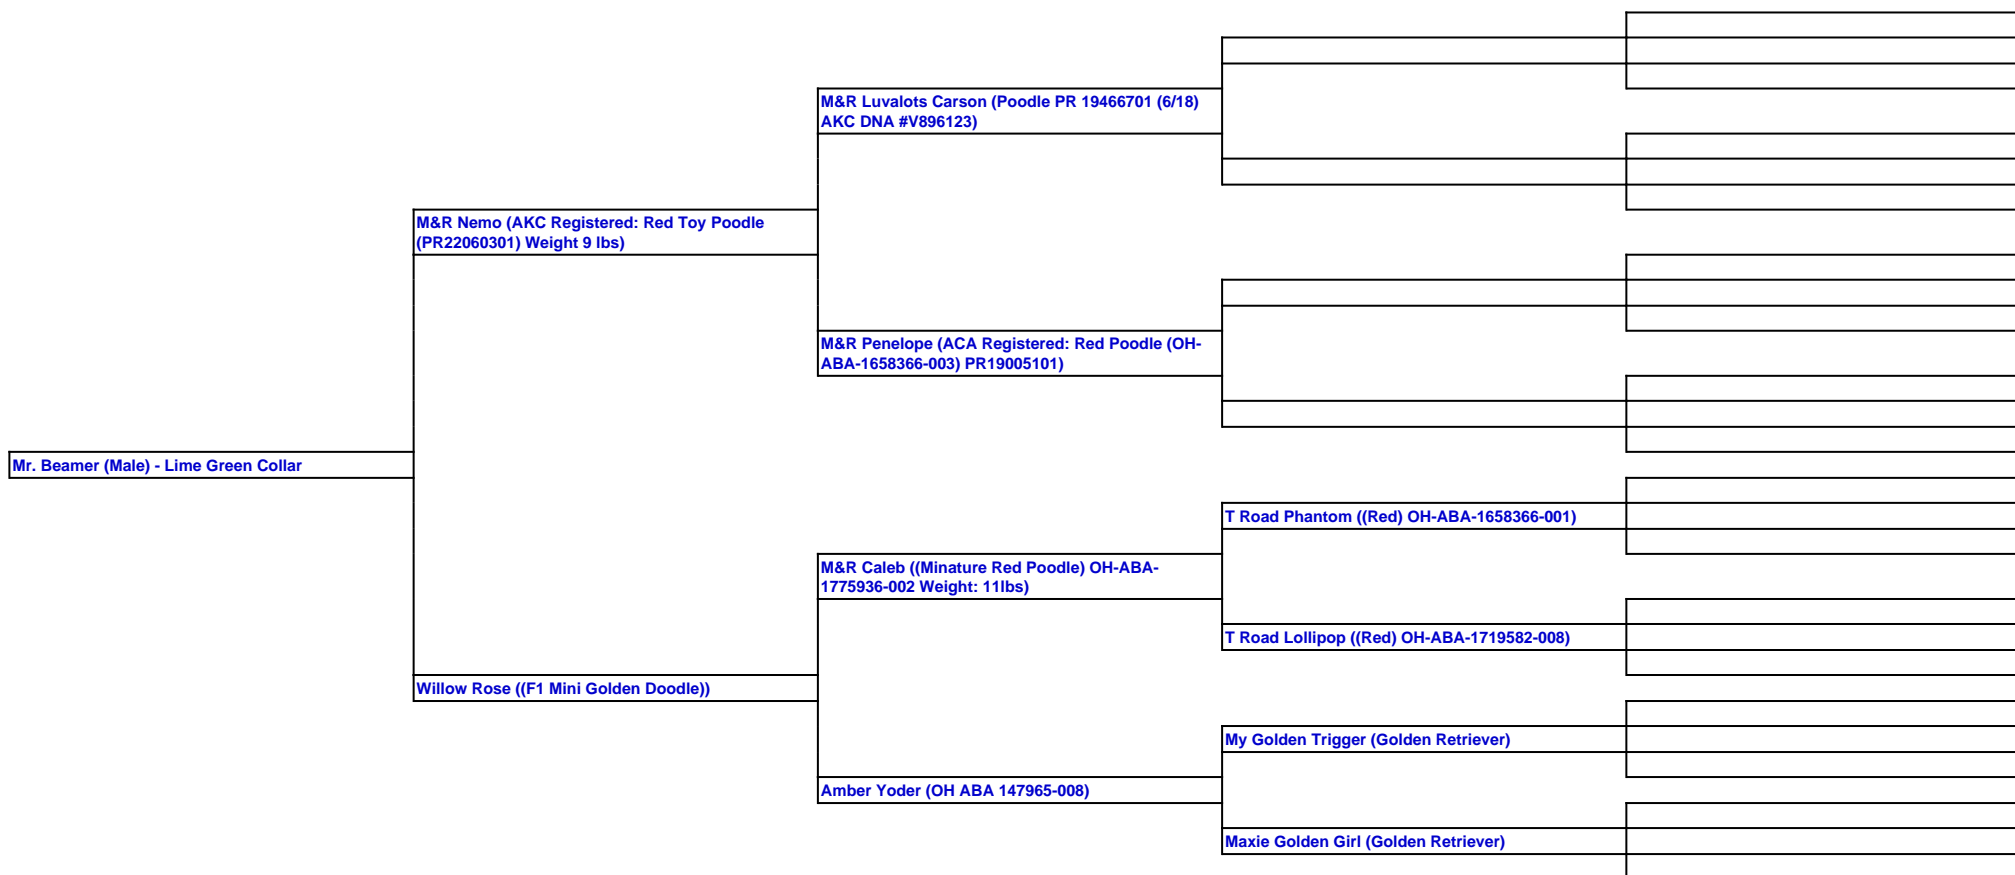 M&R Luvalots Carson (Poodle PR 19466701 (6/18)
AKC DNA #V896123)
M&R Nemo (AKC Registered: Red Toy Poodle
(PR22060301) Weight 9 lbs)
M&R Penelope (ACA Registered: Red Poodle (OH-
ABA-1658366-003) PR19005101)
Mr. Beamer (Male) - Lime Green Collar
T Road Phantom ((Red) OH-ABA-1658366-001)
M&R Caleb ((Minature Red Poodle) OH-ABA-
1775936-002 Weight: 11lbs)
T Road Lollipop ((Red) OH-ABA-1719582-008)
Willow Rose ((F1 Mini Golden Doodle))
My Golden Trigger (Golden Retriever)
Amber Yoder (OH ABA 147965-008)
Maxie Golden Girl (Golden Retriever)